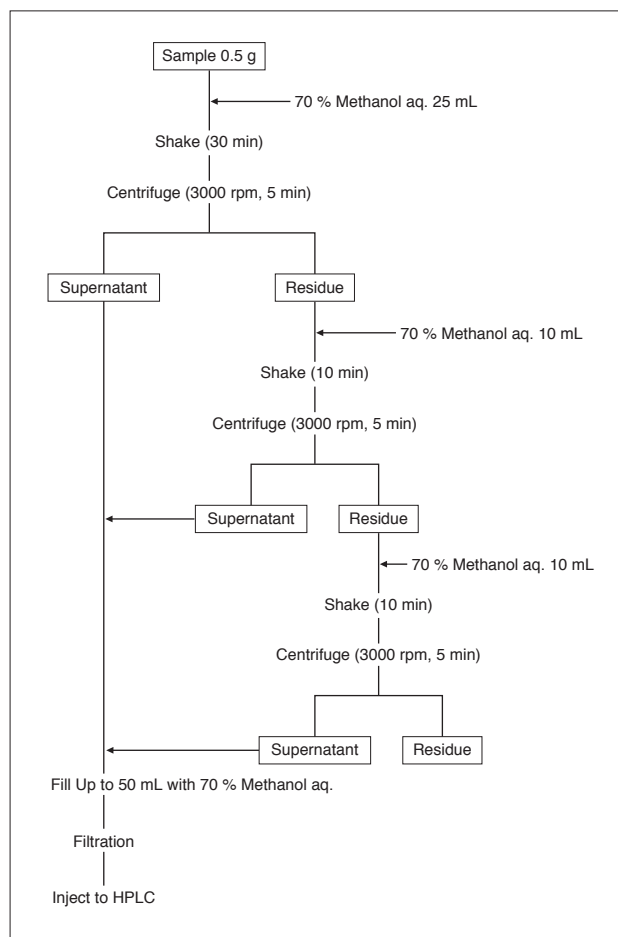 Sample 0.5 g
70 % Methanol aq. 25 mL
Shake (30 min)
Centrifuge (3000 rpm, 5 min)
Supernatant
Residue
70 % Methanol aq. 10 mL
Shake (10 min)
Centrifuge (3000 rpm, 5 min)
Supernatant
Residue
70 % Methanol aq. 10 mL
Shake (10 min)
Centrifuge (3000 rpm, 5 min)
Supernatant
Residue
Fill Up to 50 mL with 70 % Methanol aq.
Filtration
Inject to HPLC